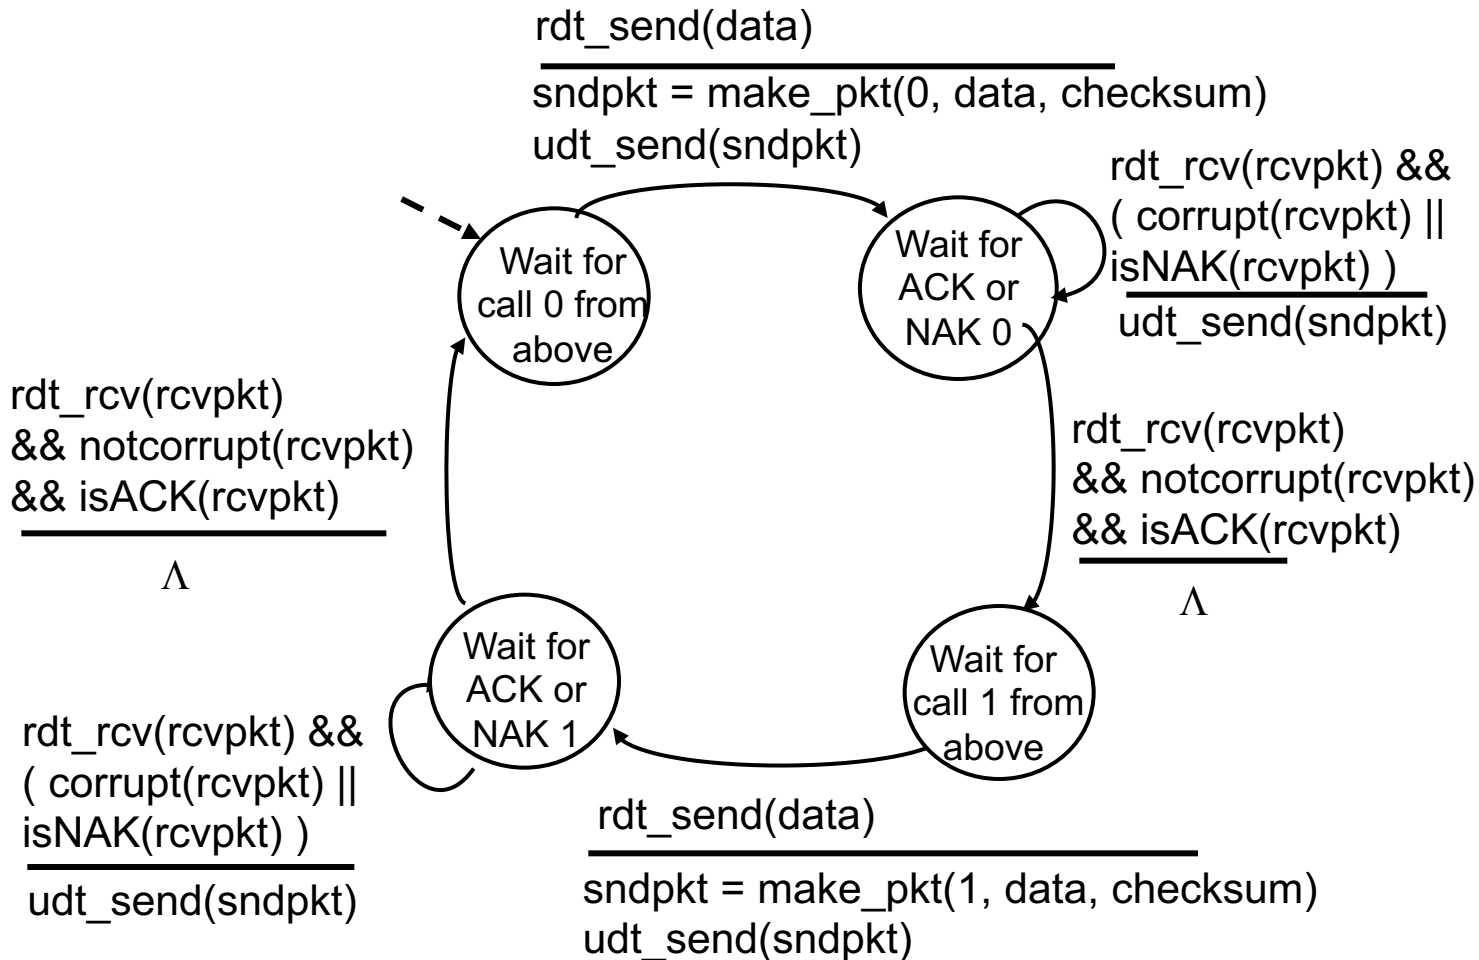 rdt_send(data)
sndpkt = make_pkt(0, data, checksum)
udt_send(sndpkt)
rdt_rcv(rcvpkt) &&
( corrupt(rcvpkt) ||
isNAK(rcvpkt) )
udt_send(sndpkt)
Wait for
call 0 from
above
Wait for
ACK or
NAK 0
rdt_rcv(rcvpkt)
&& notcorrupt(rcvpkt)
&& isACK(rcvpkt)
Λ
rdt_rcv(rcvpkt)
&& notcorrupt(rcvpkt)
&& isACK(rcvpkt)
Λ
Wait for
ACK or
NAK 1
Wait for
call 1 from
above
rdt_rcv(rcvpkt) &&
( corrupt(rcvpkt) ||
isNAK(rcvpkt) )
udt_send(sndpkt)
rdt_send(data)
sndpkt = make_pkt(1, data, checksum)
udt_send(sndpkt)